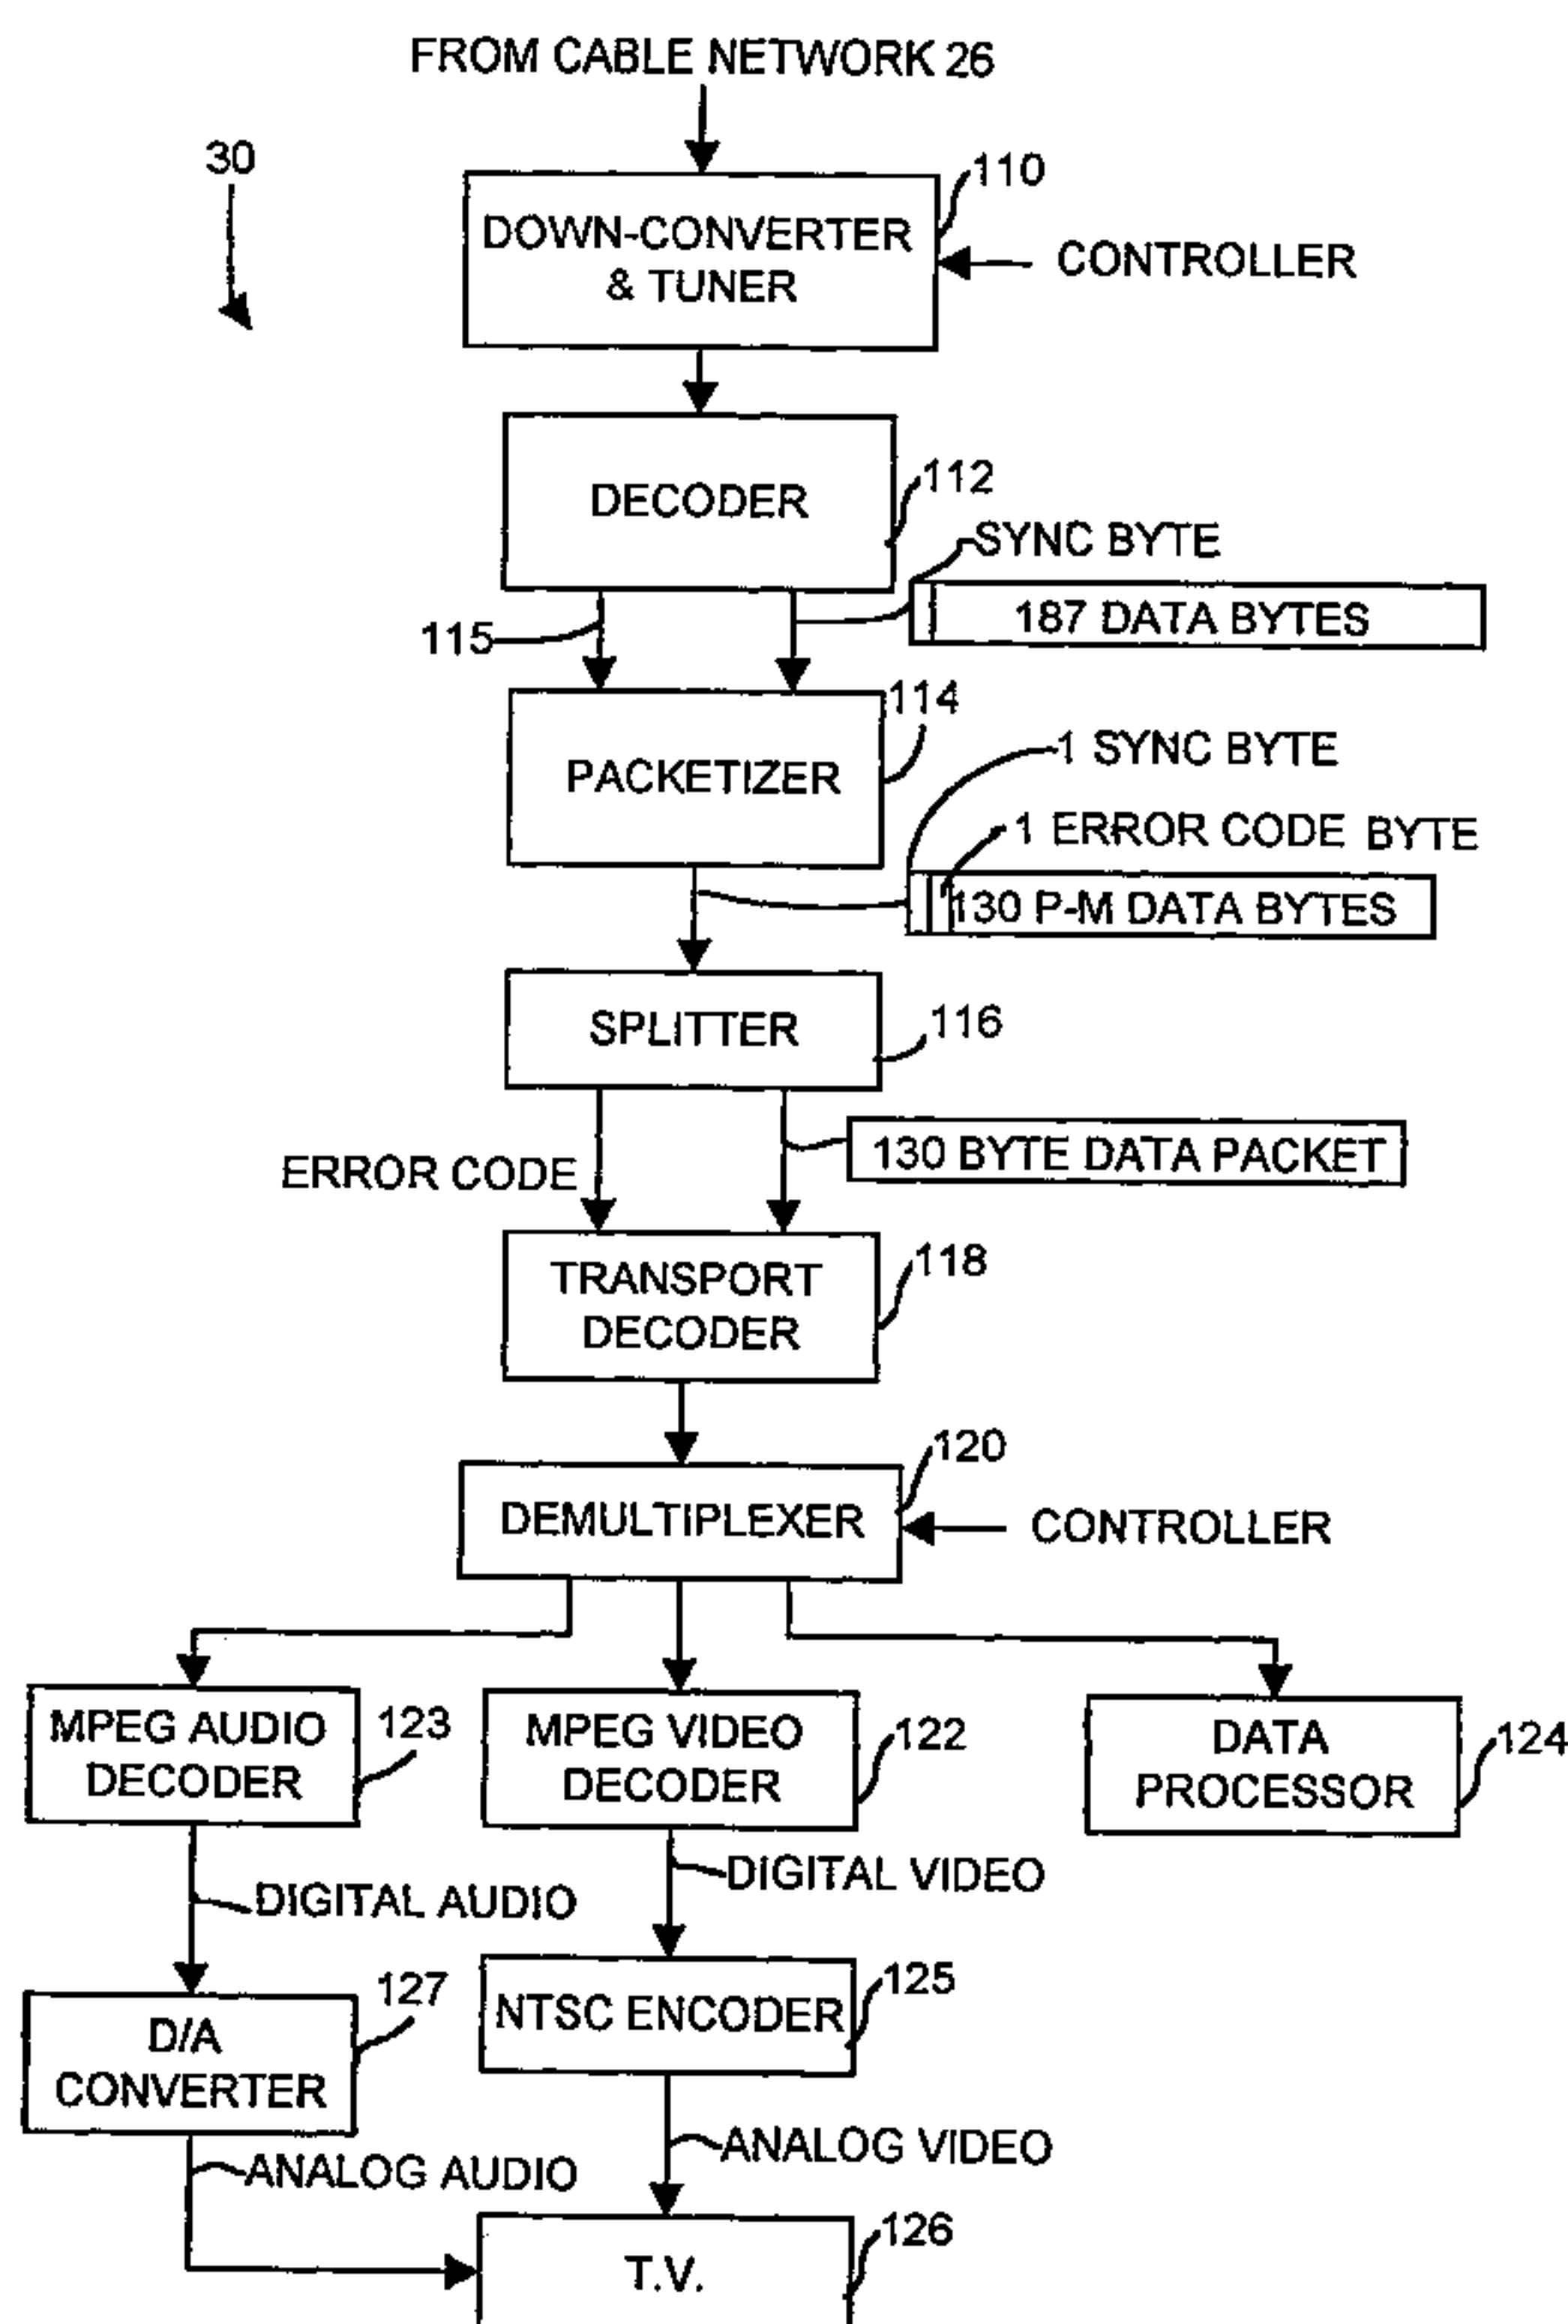 FROM CABLE NETWORK 26
30
110
DOWN-CONVERTER
& TUNER
CONTROLLER
DECODER
112
SYNC BYTE
187 DATA BYTES
115
114
PACKETIZER
1 SYNC BYTE
1 ERROR CODE BYTE
130 P-M DATA BYTES
SPLITTER
116
ERROR CODE
130 BYTE DATA PACKET
TRANSPORT
DECODER
118
120
DEMULTIPLEXER
CONTROLLER
MPEG AUDIO
DECODER
123
MPEG VIDEO
DECODER
122
DATA
PROCESSOR
124
DIGITAL AUDIO
DIGITAL VIDEO
D/A
CONVERTER
127
NTSC ENCODER
125
ANALOG AUDIO
ANALOG VIDEO
T.V.
126